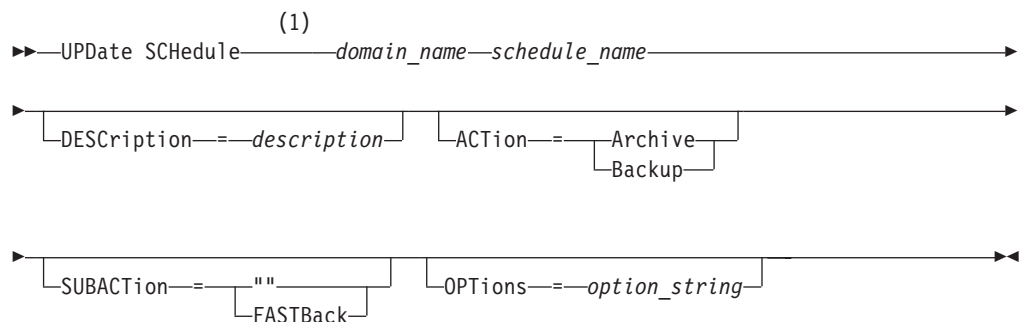 (1)
UPDate SCHedule domain_name schedule_name
DESCription = description ACTion = Archive
Backup
SUBACTion = "" OPTions = option_string
FASTBack